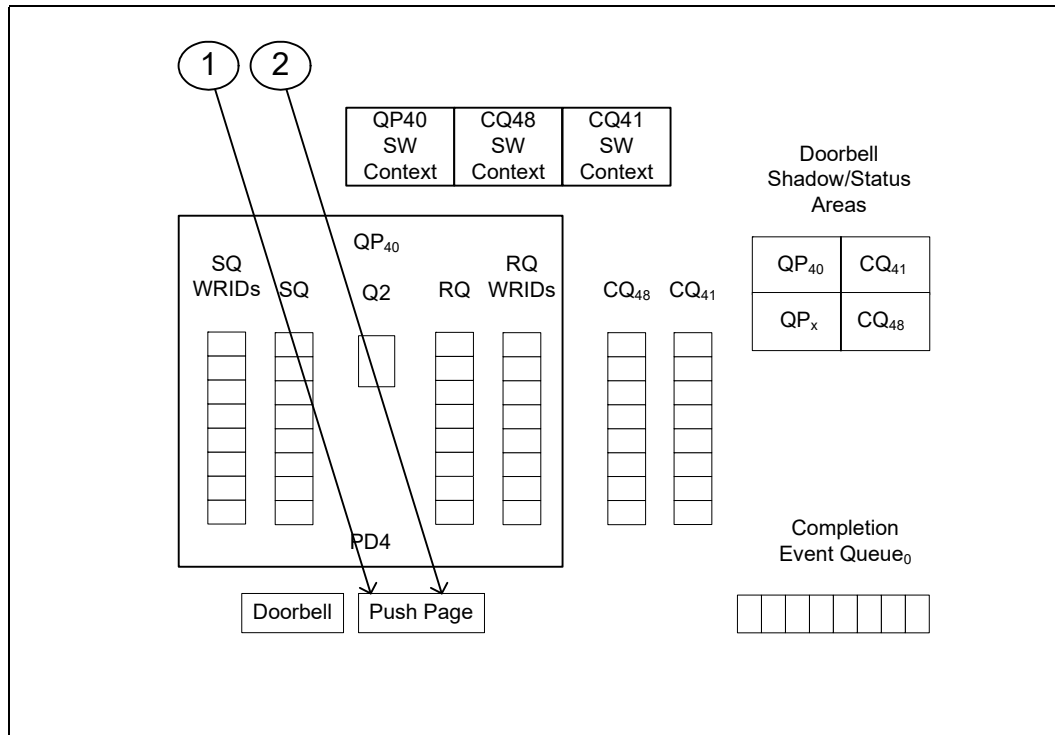 1
2
QP40
SW
Context
CQ48
SW
Context
CQ41
SW
Context
Doorbell
Shadow/Status
Areas
QP₄₀
CQ₄₁
QPₓ
CQ₄₈
QP₄₀
SQ
WRIDs
SQ
Q2
RQ
RQ
WRIDs
CQ₄₈
CQ₄₁
PD4
Doorbell
Push Page
Completion
Event Queue₀